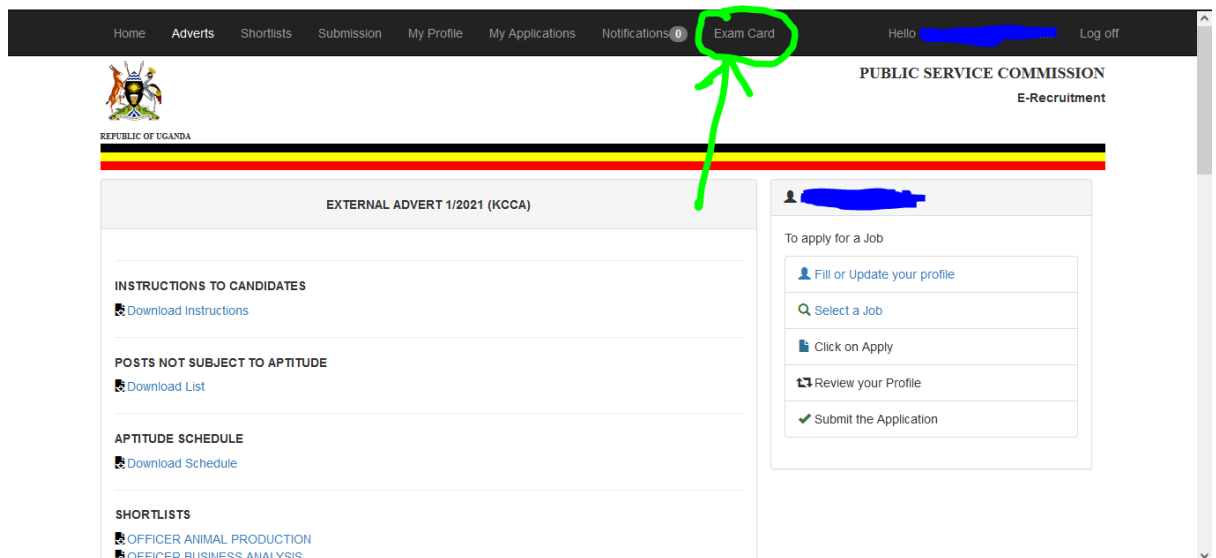 Home Adverts Shortlists Submission My Profile My Applications Notifications 0 Exam Card Hello Log off
PUBLIC SERVICE COMMISSION
E-Recruitment
REPUBLIC OF UGANDA
EXTERNAL ADVERT 1/2021 (KCCA)
INSTRUCTIONS TO CANDIDATES
Download Instructions
POSTS NOT SUBJECT TO APTITUDE
Download List
APTITUDE SCHEDULE
Download Schedule
SHORTLISTS
OFFICER ANIMAL PRODUCTION
OFFICER BUSINESS ANALYSIS
To apply for a Job
Fill or Update your profile
Select a Job
Click on Apply
Review your Profile
Submit the Application